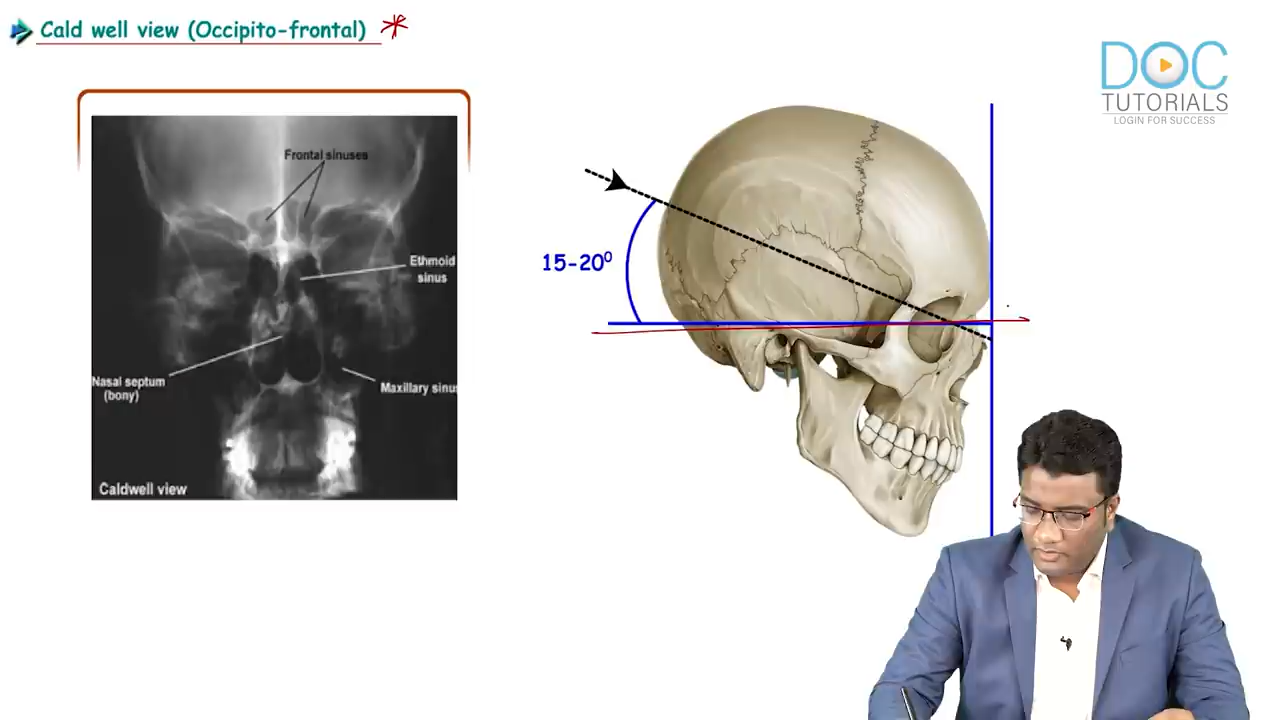 Cald well view (Occipito-frontal) *
DOC
TUTORIALS
LOGIN FOR SUCCESS
Frontal sinuses
Ethmoid
sinus
Nasal septum
(bony)
Maxillary sinu
Caldwell view
15-20⁰